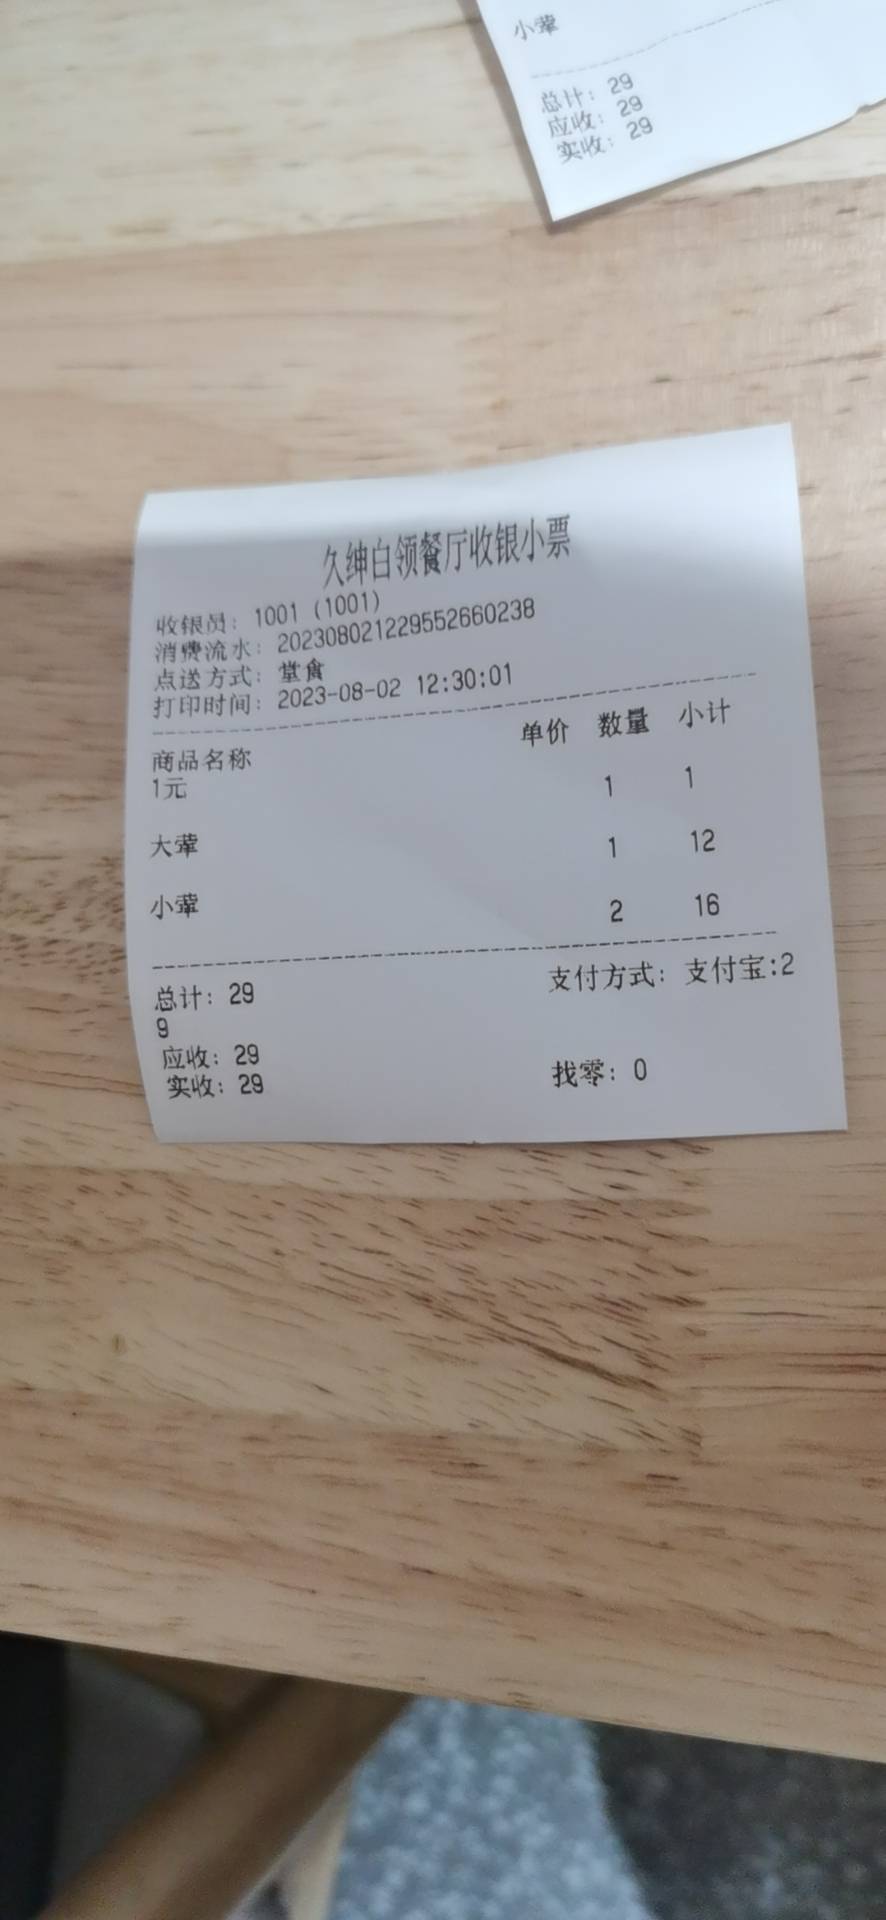 小荤
总计: 29
应收: 29
实收: 29
久绅白领餐厅收银小票
收银员: 1001 (1001)
消费流水: 202308021229552660238
点送方式: 堂食
打印时间: 2023-08-02 12:30:01
商品名称 单价 数量 小计
1元 1 1
大荤 1 12
小荤 2 16
总计: 29 支付方式: 支付宝:2
9
应收: 29
实收: 29 找零: 0